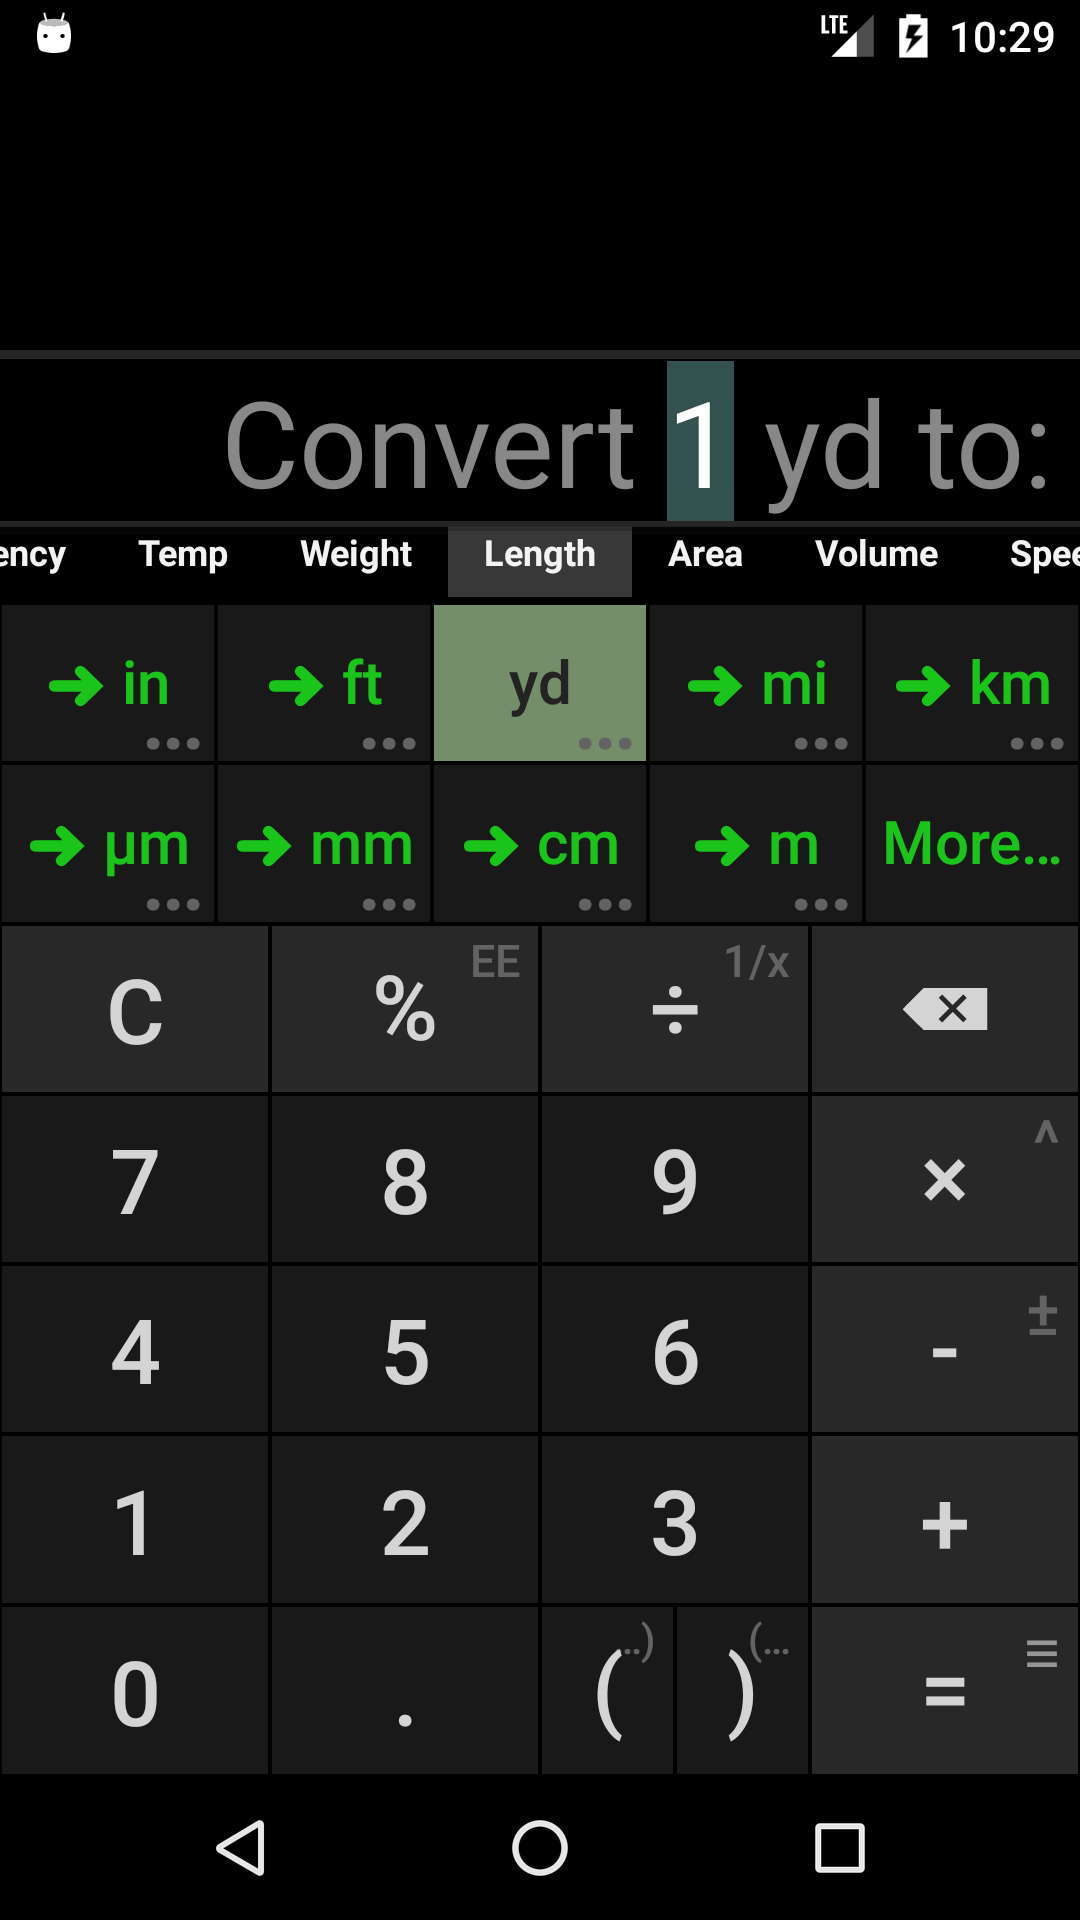 LTE 10:29
Convert 1 yd to:
ency Temp Weight Length Area Volume Spee
in ft yd mi km
µm mm cm m More...
C % EE ÷ 1/x
7 8 9 × ^
4 5 6 - ±
1 2 3 +
0 . ( ..) ) (... =